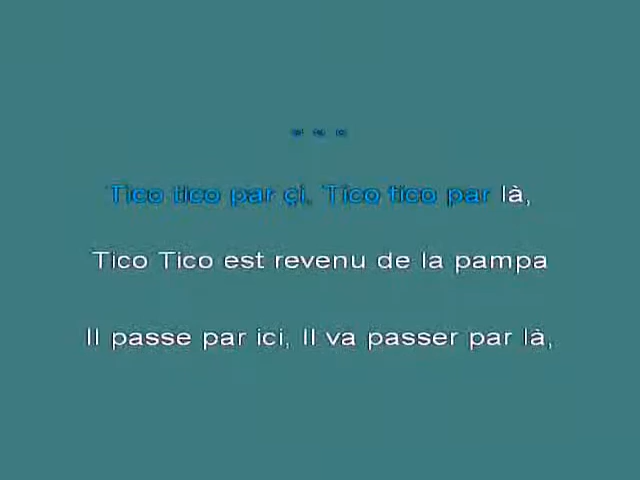 - - -
Tico tico par çi, Tico tico par là,
Tico Tico est revenu de la pampa
Il passe par ici, Il va passer par là,